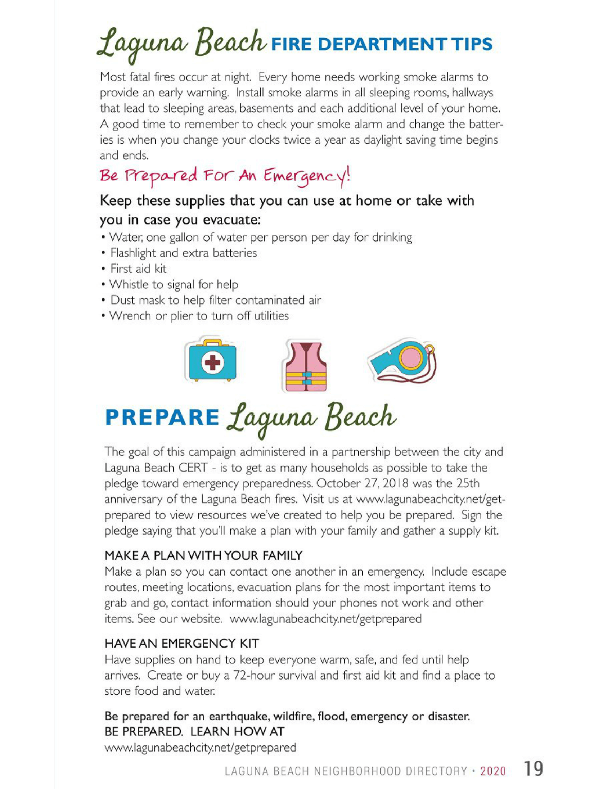 Laguna Beach FIRE DEPARTMENT TIPS
Most fatal fires occur at night. Every home needs working smoke alarms to
provide an early warning. Install smoke alarms in all sleeping rooms, hallways
that lead to sleeping areas, basements and each additional level of your home.
A good time to remember to check your smoke alarm and change the batter-
ies is when you change your clocks twice a year as daylight saving time begins
and ends.
Be Prepared For An Emergency!
Keep these supplies that you can use at home or take with
you in case you evacuate:
• Water, one gallon of water per person per day for drinking
• Flashlight and extra batteries
• First aid kit
• Whistle to signal for help
• Dust mask to help filter contaminated air
• Wrench or plier to turn off utilities
PREPARE Laguna Beach
The goal of this campaign administered in a partnership between the city and
Laguna Beach CERT - is to get as many households as possible to take the
pledge toward emergency preparedness. October 27, 2018 was the 25th
anniversary of the Laguna Beach fires. Visit us at www.lagunabeachcity.net/get-
prepared to view resources we've created to help you be prepared. Sign the
pledge saying that you'll make a plan with your family and gather a supply kit.
MAKE A PLAN WITH YOUR FAMILY
Make a plan so you can contact one another in an emergency. Include escape
routes, meeting locations, evacuation plans for the most important items to
grab and go, contact information should your phones not work and other
items. See our website. www.lagunabeachcity.net/getprepared
HAVE AN EMERGENCY KIT
Have supplies on hand to keep everyone warm, safe, and fed until help
arrives. Create or buy a 72-hour survival and first aid kit and find a place to
store food and water.
Be prepared for an earthquake, wildfire, flood, emergency or disaster.
BE PREPARED. LEARN HOW AT
www.lagunabeachcity.net/getprepared
LAGUNA BEACH NEIGHBORHOOD DIRECTORY • 2020 19